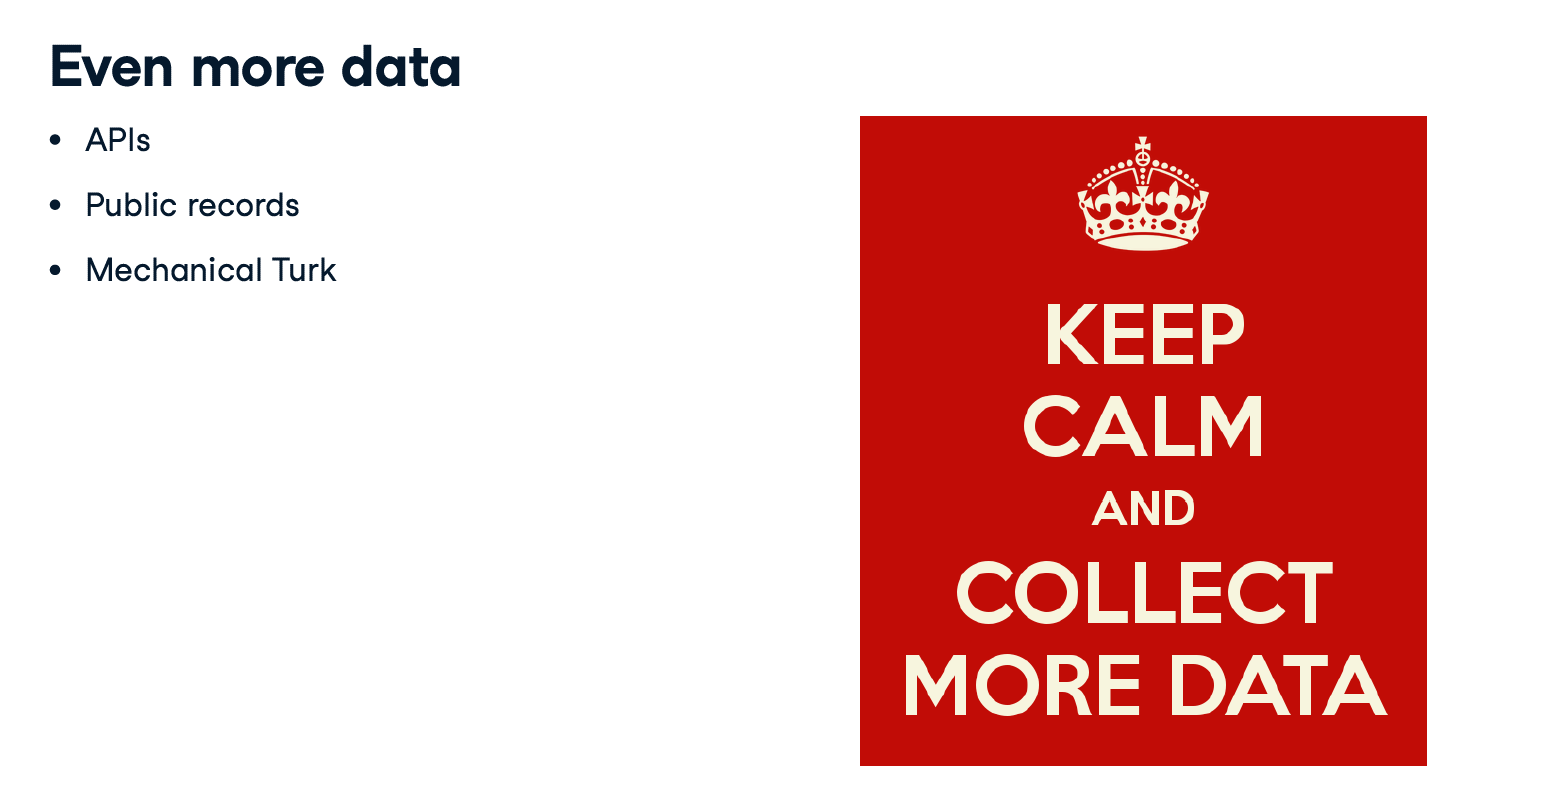 Even more data
• APIs
• Public records
• Mechanical Turk
KEEP
CALM
AND
COLLECT
MORE DATA